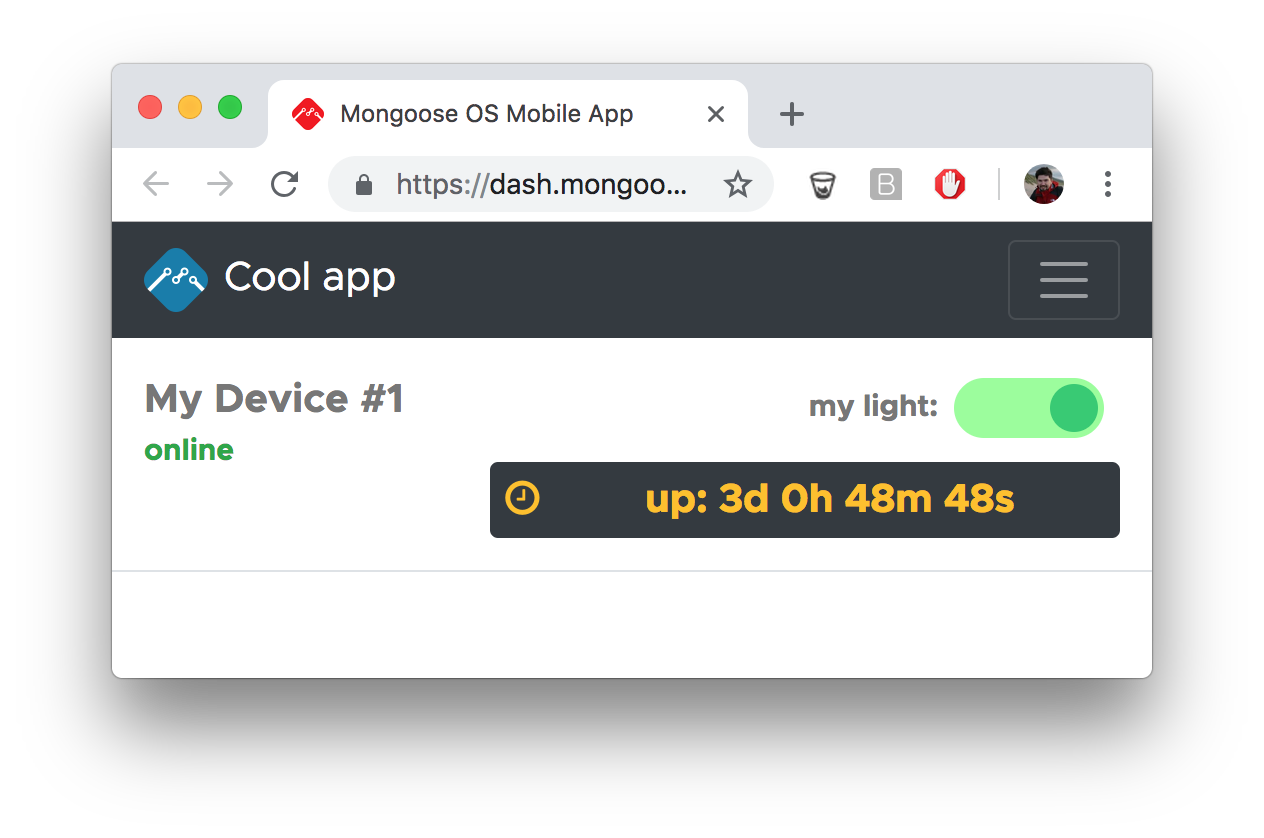 Mongoose OS Mobile App
https://dash.mongoo...
B
Cool app
My Device #1
my light:
online
up: 3d 0h 48m 48s